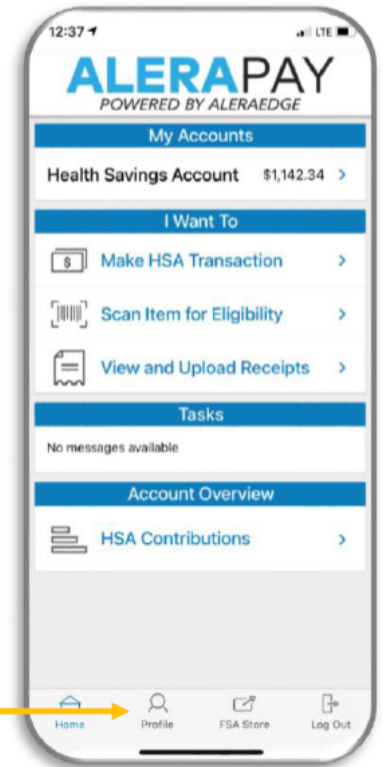 12:37
LTE
ALERAPAY
POWERED BY ALERAEDGE
My Accounts
Health Savings Account $1,142.34
I Want To
$ Make HSA Transaction
Scan Item for Eligibility
View and Upload Receipts
Tasks
No messages available
Account Overview
HSA Contributions
Home Profile FSA Store Log Out